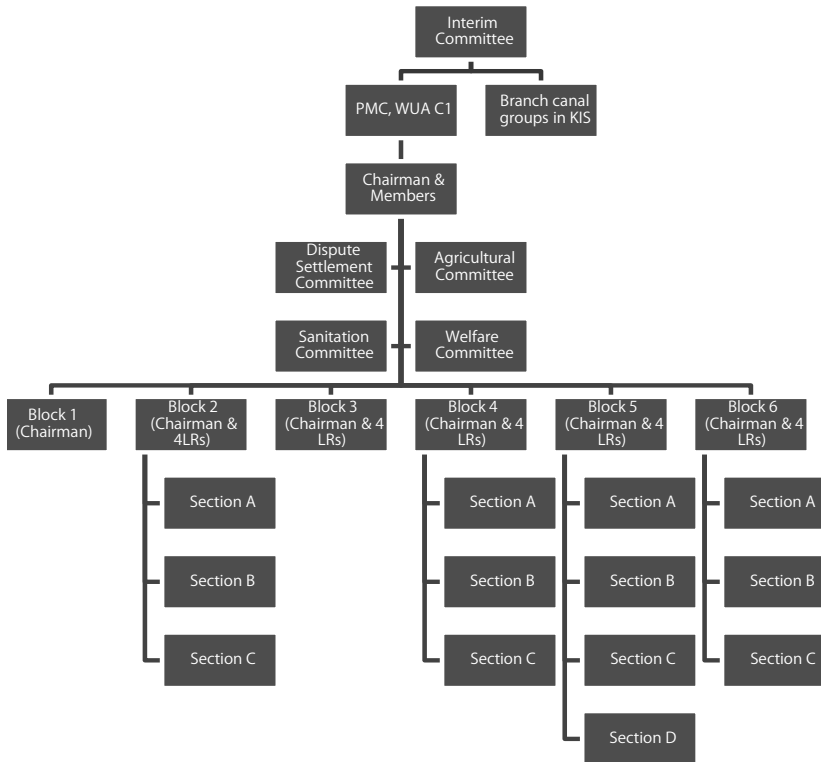 Interim
Committee
PMC, WUA C1
Branch canal
groups in KIS
Chairman &
Members
Dispute
Settlement
Committee
Agricultural
Committee
Sanitation
Committee
Welfare
Committee
Block 1
(Chairman)
Block 2
(Chairman &
4LRs)
Block 3
(Chairman & 4
LRs)
Block 4
(Chairman & 4
LRs)
Block 5
(Chairman & 4
LRs)
Block 6
(Chairman & 4
LRs)
Section A
Section B
Section C
Section A
Section B
Section C
Section A
Section B
Section C
Section D
Section A
Section B
Section C